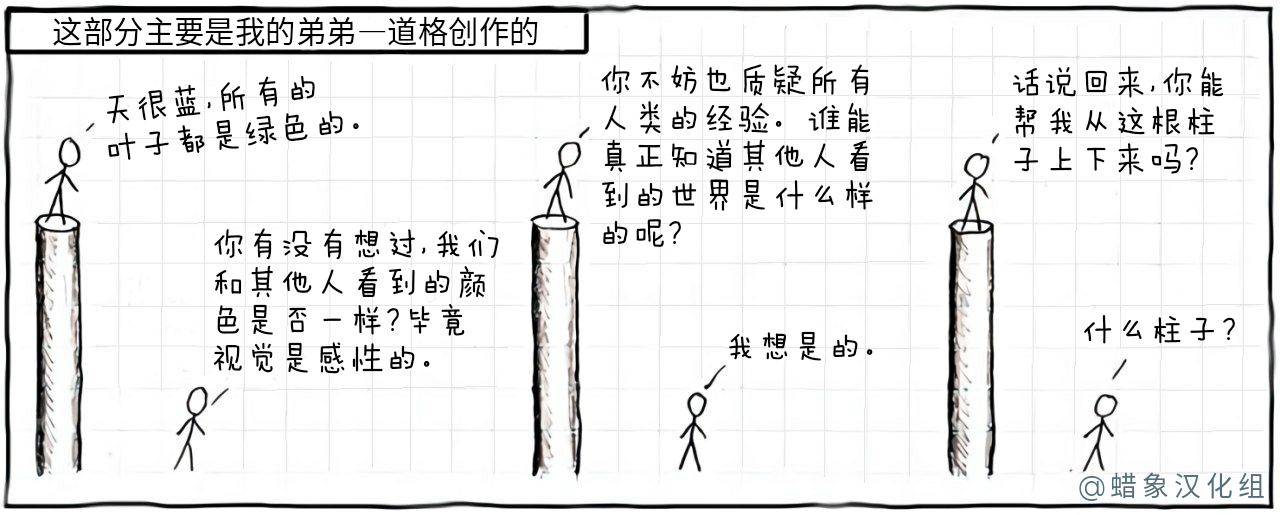 这部分主要是我的弟弟—道格创作的
天很蓝,所有的
叶子都是绿色的。
你有没有想过,我们
和其他人看到的颜
色是否一样?毕竟
视觉是感性的。
你不妨也质疑所有
人类的经验。谁能
真正知道其他人看
到的世界是什么样
的呢?
我想是的。
话说回来,你能
帮我从这根柱
子上下来吗?
什么柱子?
@蜡象汉化组